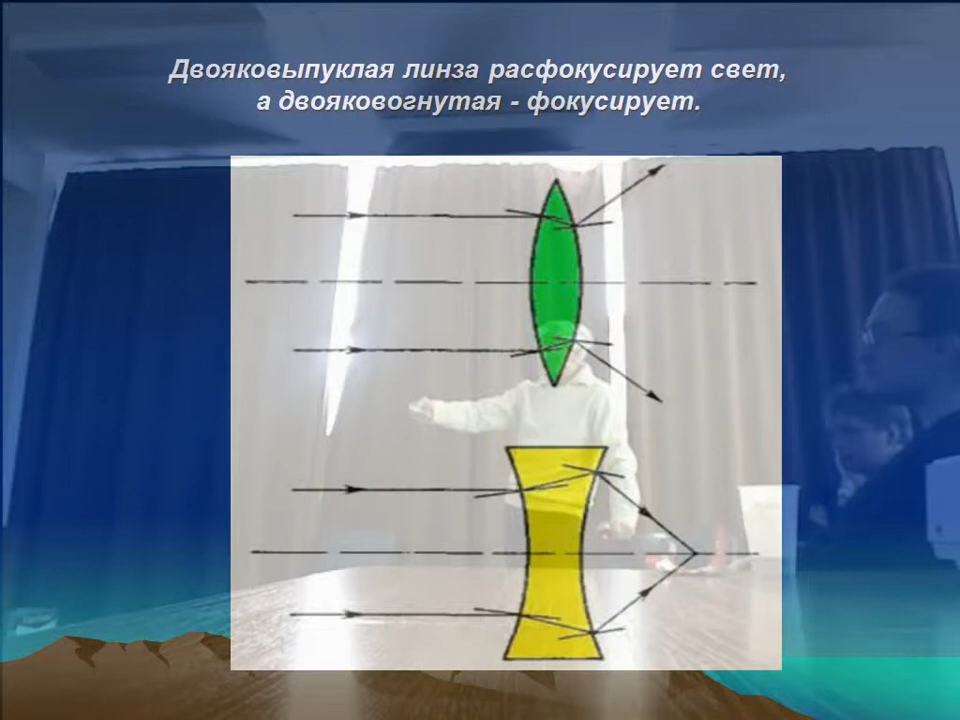 Двояковыпуклая линза расфокусирует свет,
а двояковогнутая - фокусирует.